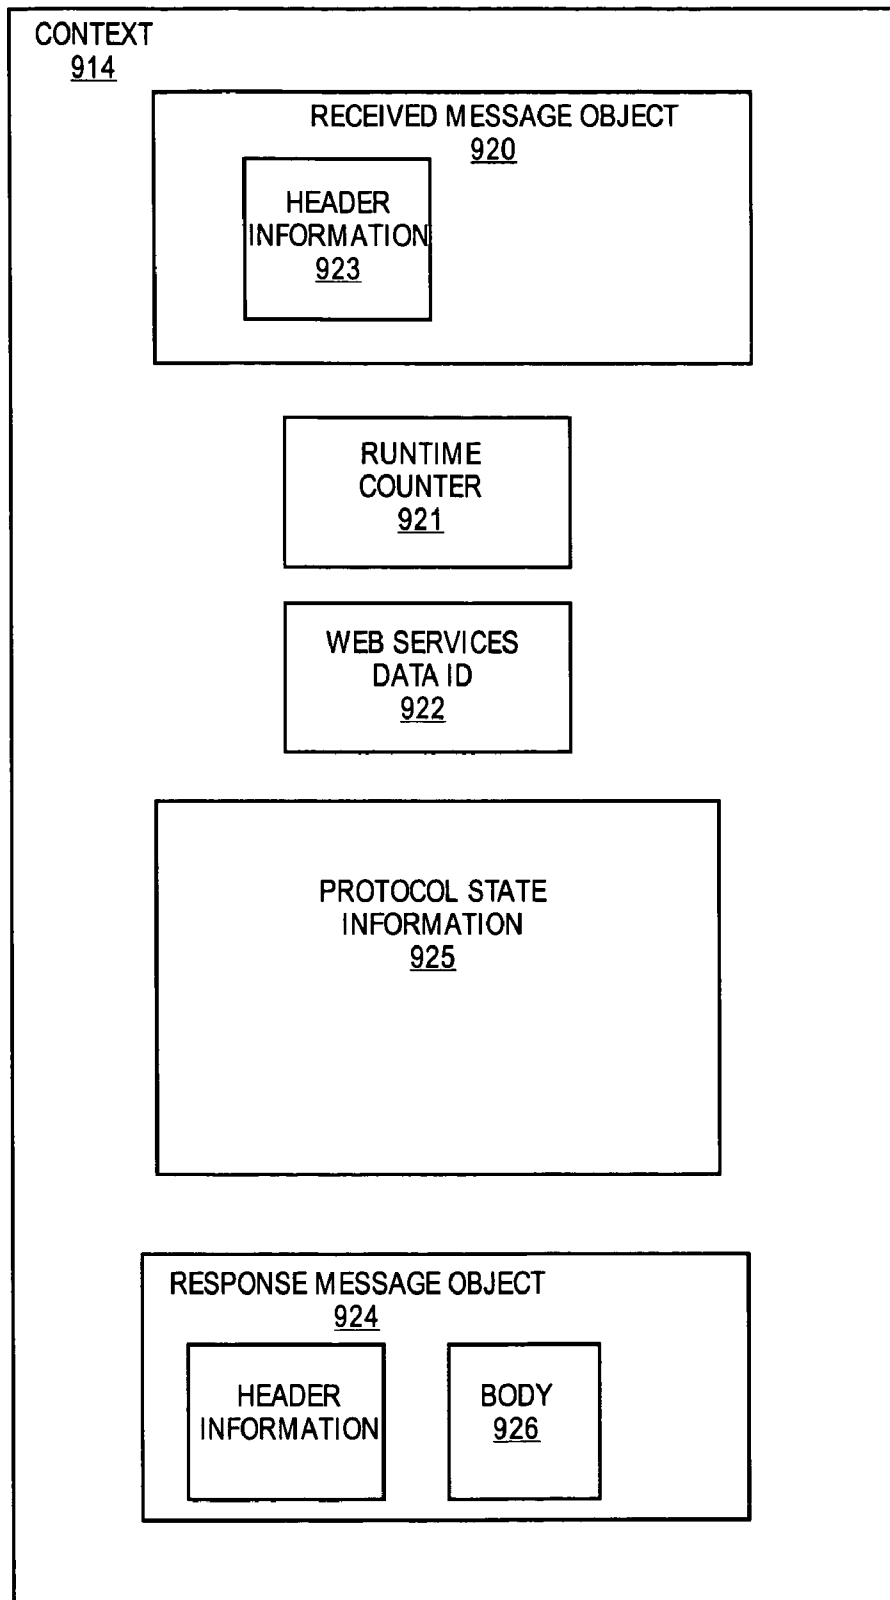 CONTEXT
914
RECEIVED MESSAGE OBJECT
920
HEADER
INFORMATION
923
RUNTIME
COUNTER
921
WEB SERVICES
DATA ID
922
PROTOCOL STATE
INFORMATION
925
RESPONSE MESSAGE OBJECT
924
HEADER
INFORMATION
BODY
926